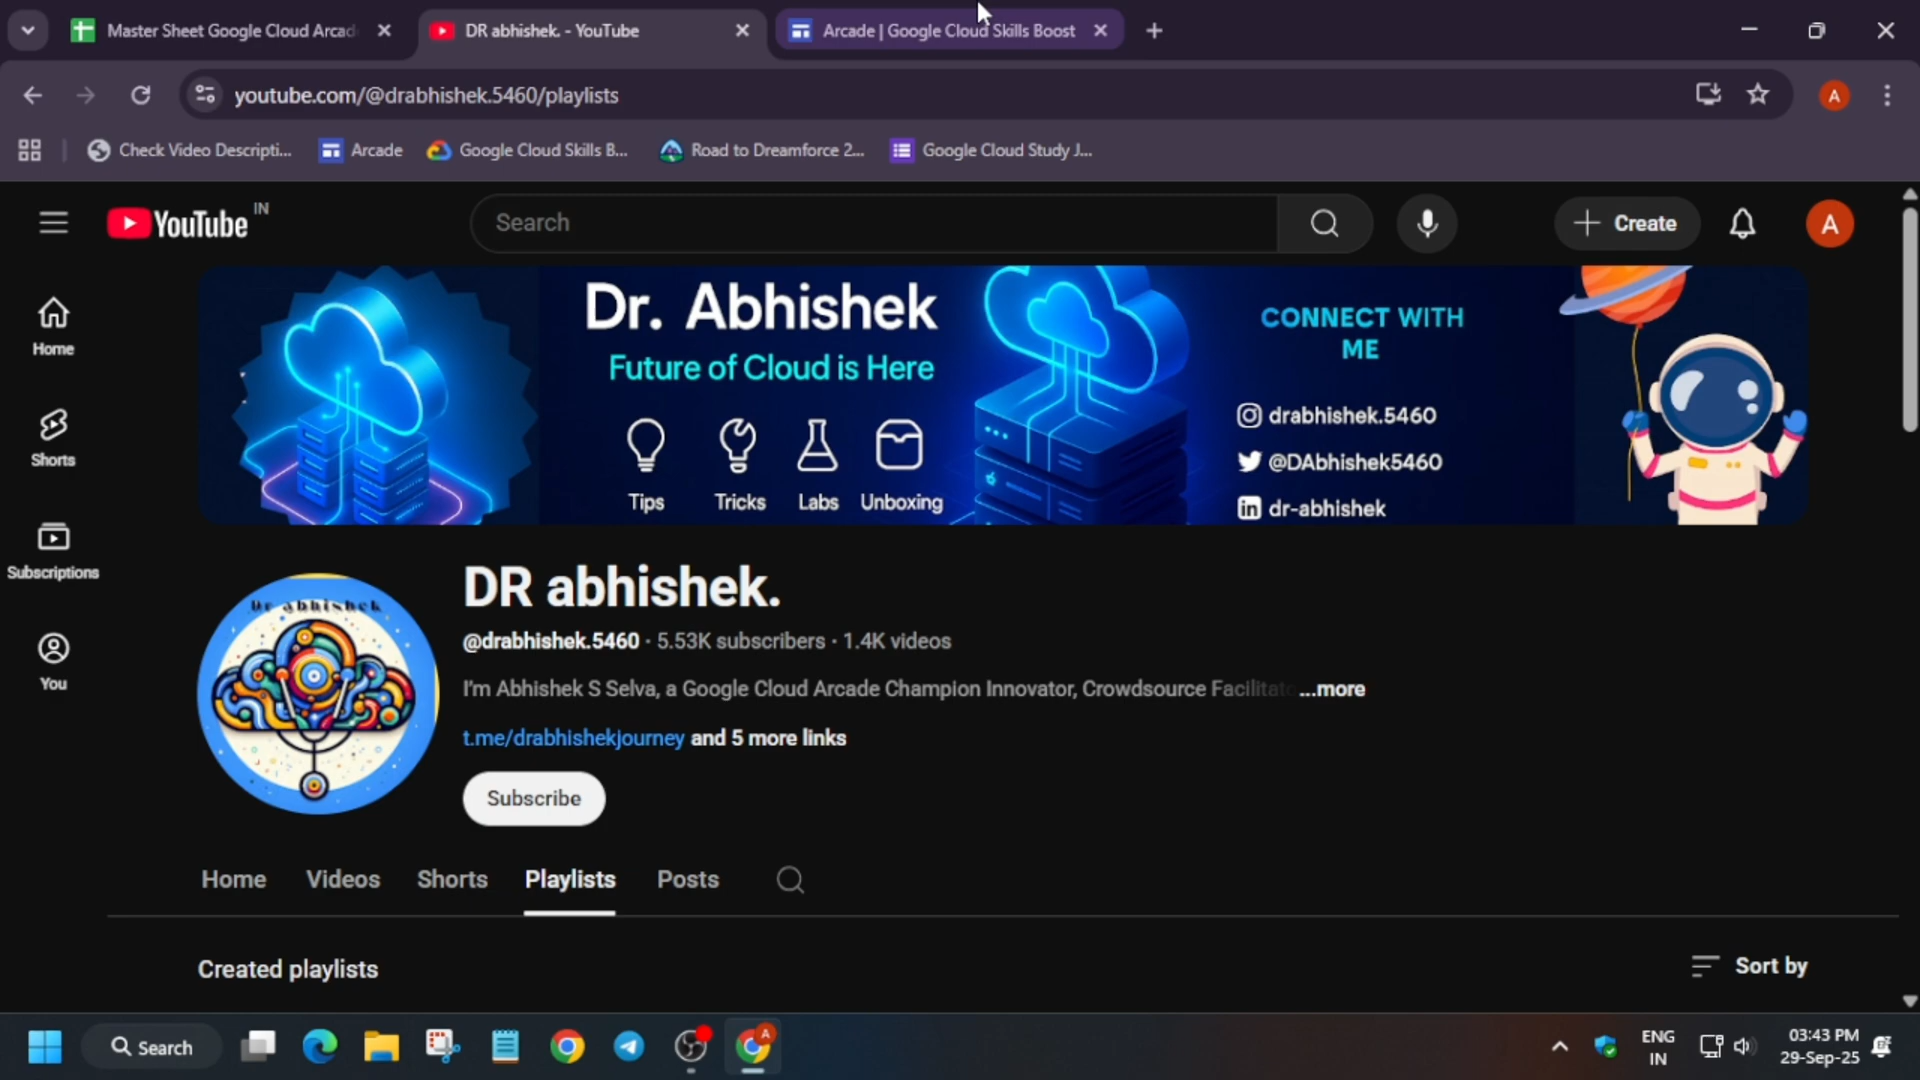 Master Sheet Google Cloud Arcad
DR abhishek. - YouTube
Arcade | Google Cloud Skills Boost
youtube.com/@drabhishek.5460/playlists
A
Check Video Descripti...
Arcade
Google Cloud Skills B...
Road to Dreamforce 2...
Google Cloud Study J...
YouTube IN
Search
Create
A
Home
Shorts
Subscriptions
You
Dr. Abhishek
Future of Cloud is Here
Tips
Tricks
Labs
Unboxing
CONNECT WITH
ME
drabhishek.5460
@DAbhishek5460
in dr-abhishek
Dr abhishek
DR abhishek.
@drabhishek.5460 · 5.53K subscribers · 1.4K videos
I'm Abhishek S Selva, a Google Cloud Arcade Champion Innovator, Crowdsource Facilitat ...more
t.me/drabhishekjourney and 5 more links
Subscribe
Home
Videos
Shorts
Playlists
Posts
Created playlists
Sort by
Search
A
ENG
IN
03:43 PM
29-Sep-25